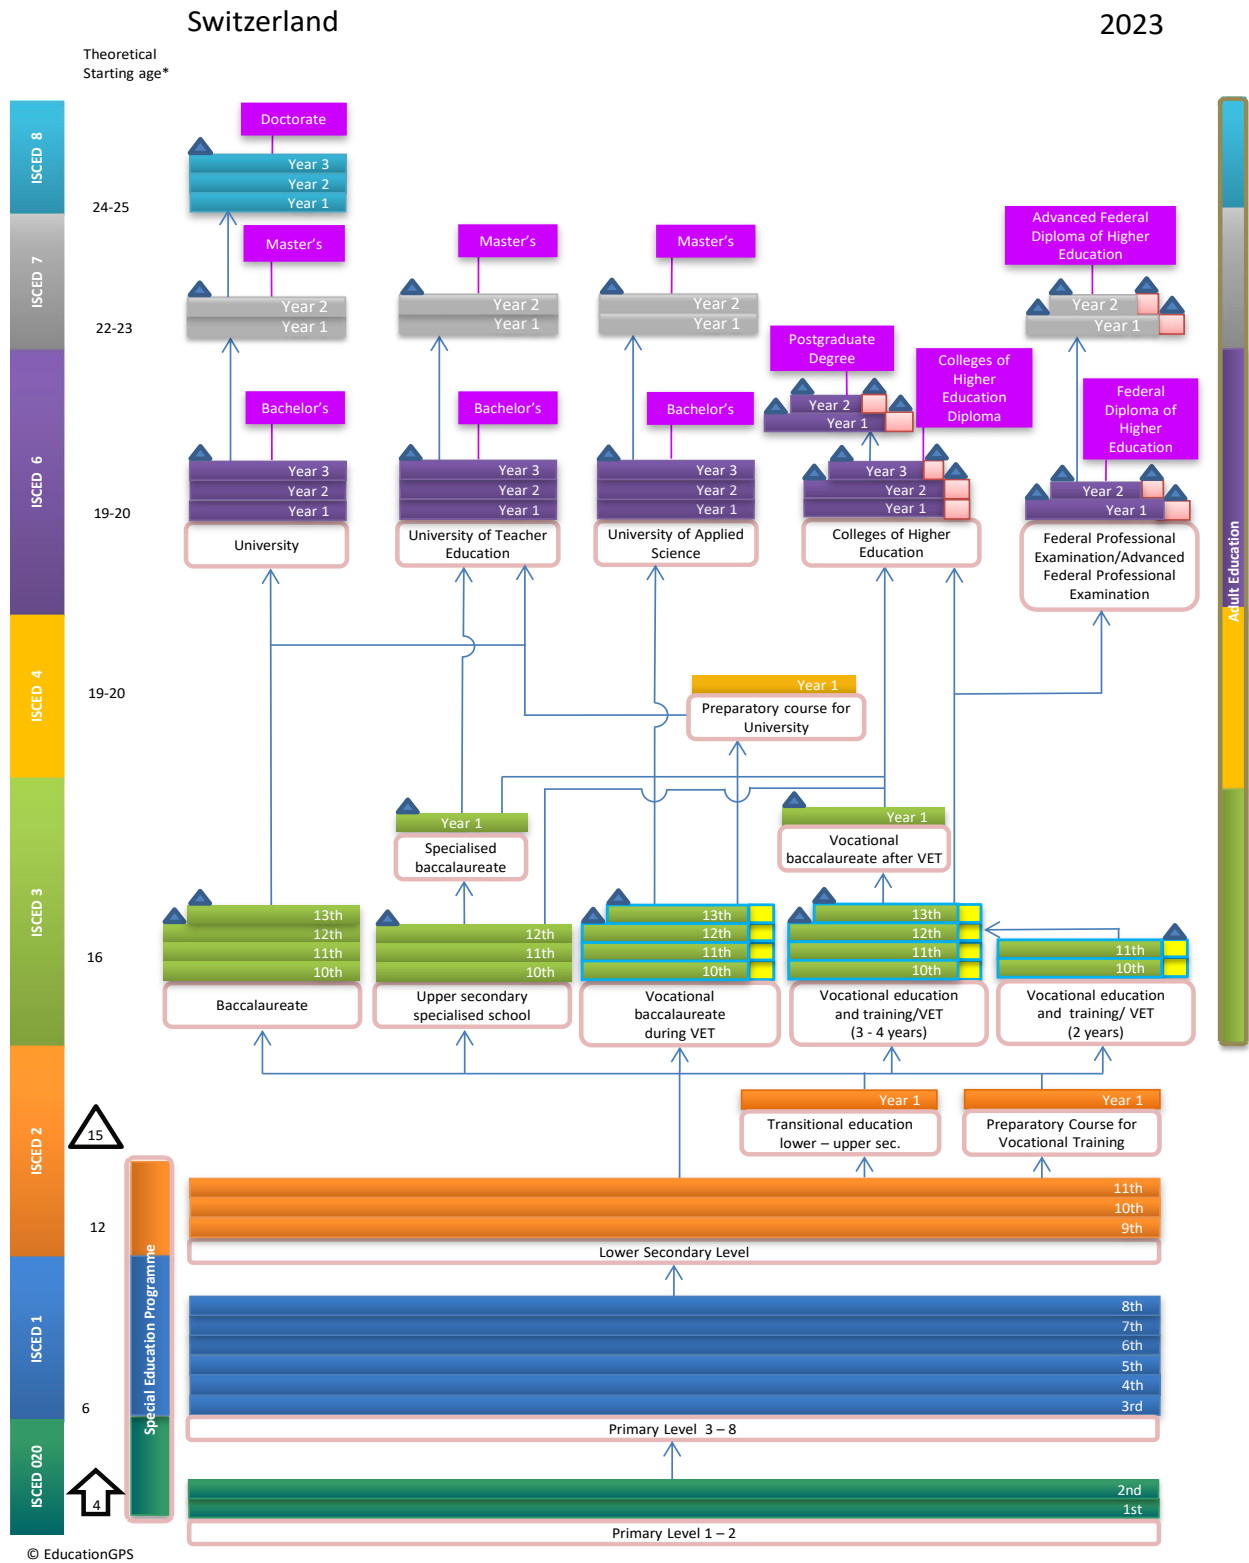 Switzerland
2023
Theoretical
Starting age*
ISCED 8
Doctorate
Year 3
Year 2
Year 1
24-25
ISCED 7
Master's
Year 2
Year 1
Master's
Year 2
Year 1
Master's
Year 2
Year 1
Advanced Federal
Diploma of Higher
Education
Year 2
Year 1
22-23
ISCED 6
Bachelor's
Year 3
Year 2
Year 1
University
Bachelor's
Year 3
Year 2
Year 1
University of Teacher
Education
Bachelor's
Year 3
Year 2
Year 1
University of Applied
Science
Postgraduate
Degree
Year 2
Year 1
Colleges of
Higher
Education
Diploma
Year 3
Year 2
Year 1
Colleges of Higher
Education
Federal
Diploma of
Higher
Education
Year 2
Year 1
Federal Professional
Examination/Advanced
Federal Professional
Examination
19-20
Adult Education
ISCED 4
19-20
Year 1
Preparatory course for
University
ISCED 3
Year 1
Specialised
baccalaureate
Year 1
Vocational
baccalaureate after VET
16
13th
12th
11th
10th
Baccalaureate
12th
11th
10th
Upper secondary
specialised school
13th
12th
11th
10th
Vocational
baccalaureate
during VET
13th
12th
11th
10th
Vocational education
and training/VET
(3 - 4 years)
11th
10th
Vocational education
and training/ VET
(2 years)
ISCED 2
15
Year 1
Transitional education
lower – upper sec.
Year 1
Preparatory Course for
Vocational Training
12
11th
10th
9th
Lower Secondary Level
Special Education Programme
ISCED 1
8th
7th
6th
5th
4th
3rd
6
Primary Level 3 – 8
ISCED 020
4
2nd
1st
Primary Level 1 – 2
© EducationGPS